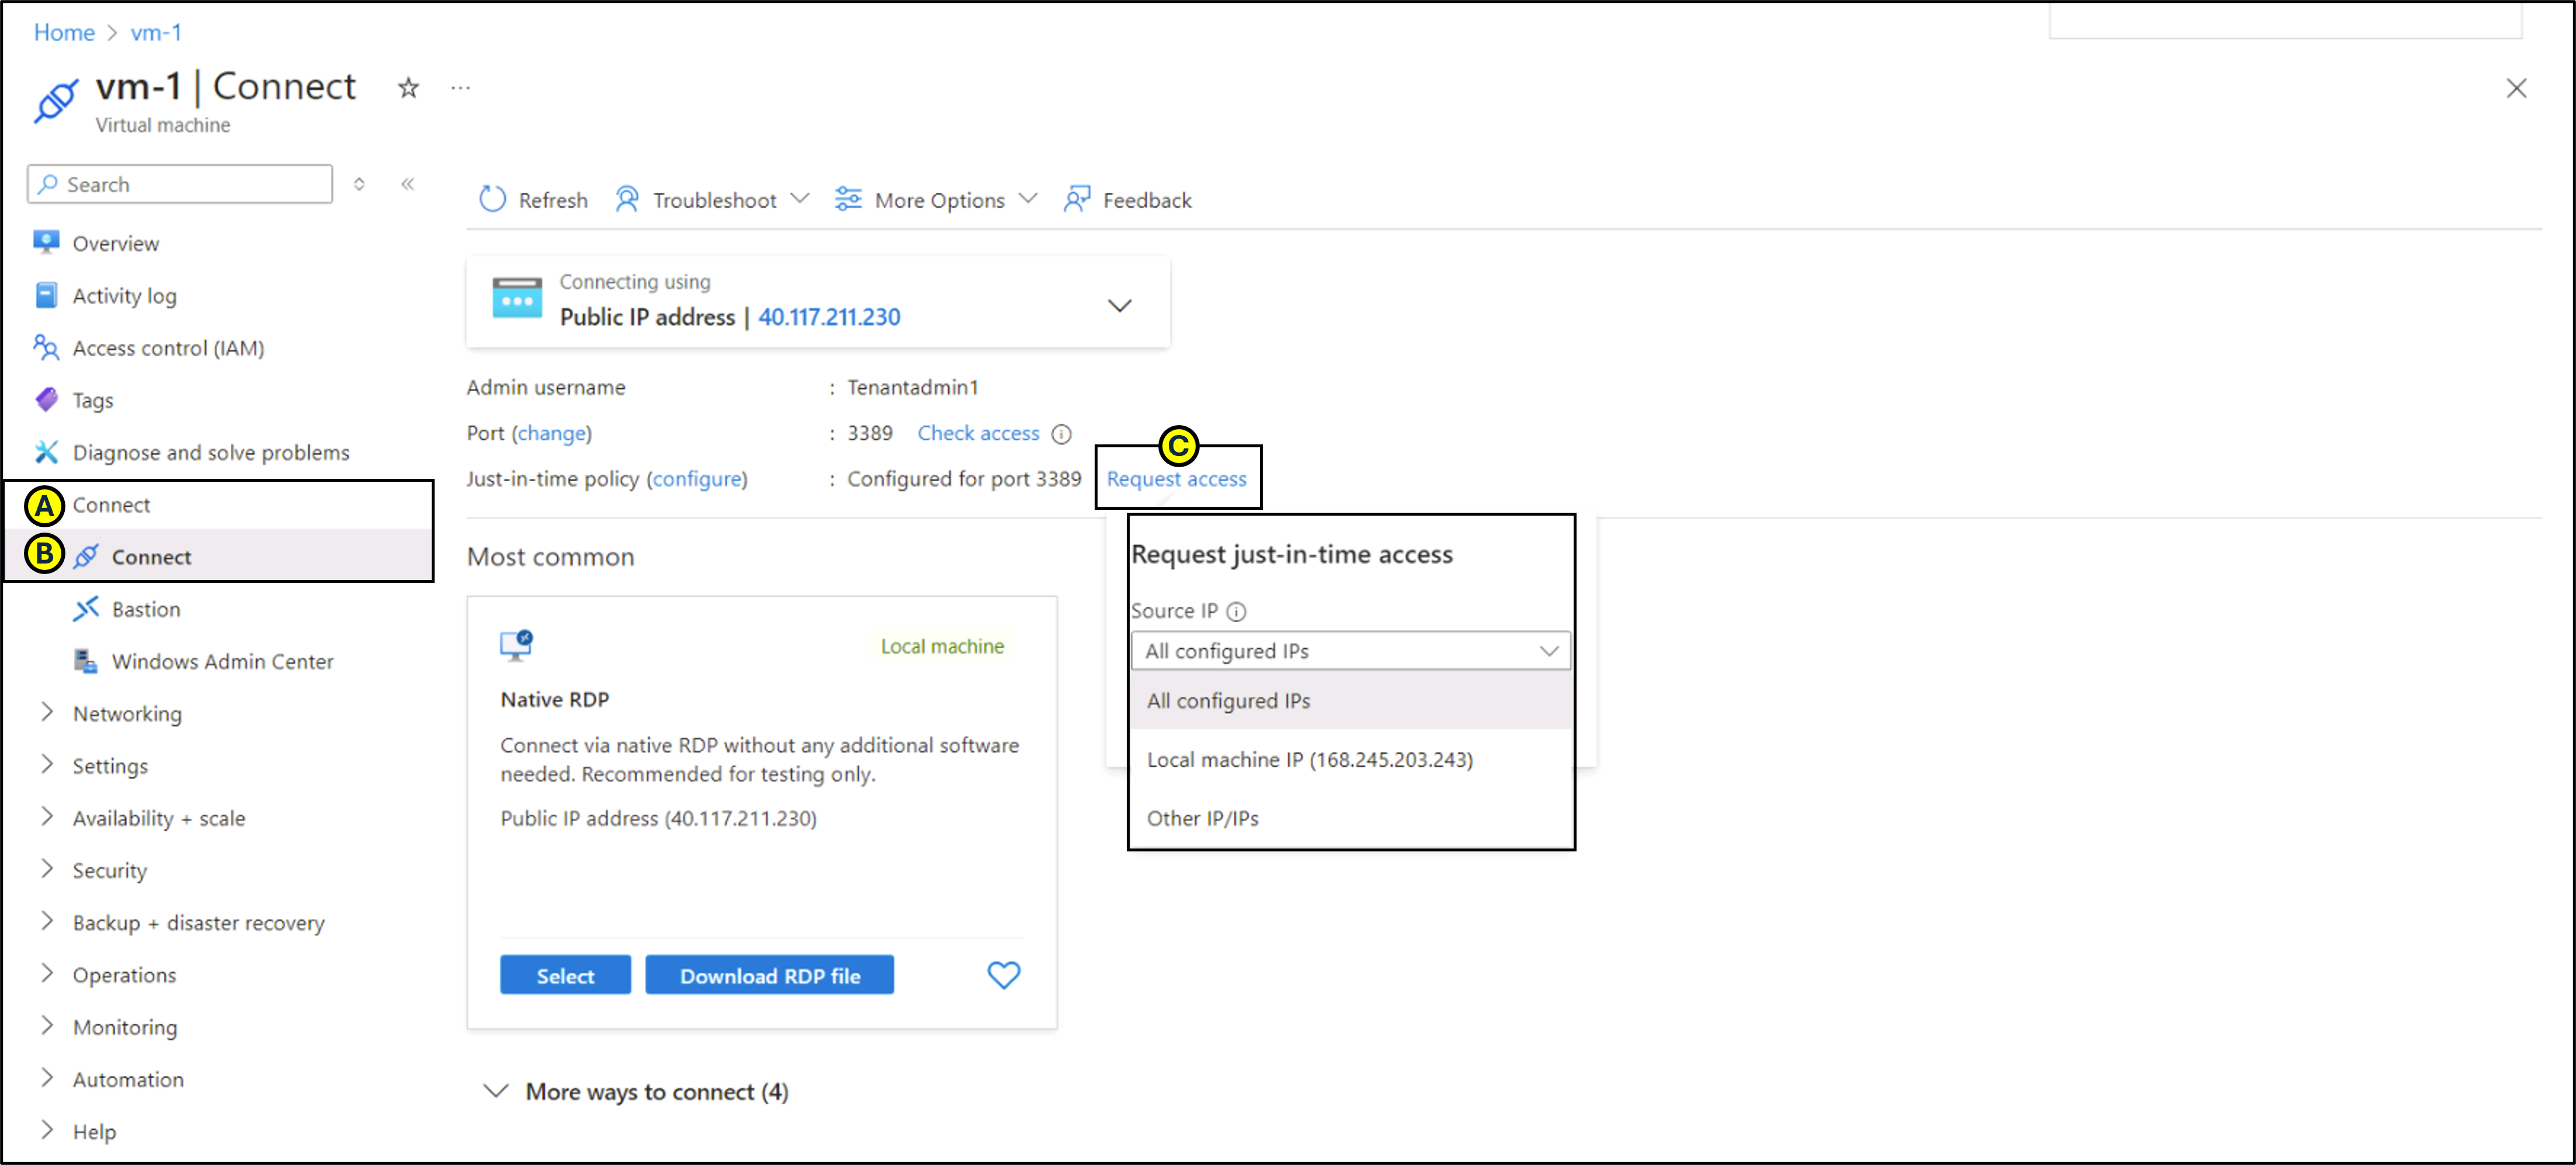 Home > vm-1
vm-1 | Connect
Virtual machine
Search
Overview
Activity log
Access control (IAM)
Tags
Diagnose and solve problems
A Connect
B Connect
Bastion
Windows Admin Center
Networking
Settings
Availability + scale
Security
Backup + disaster recovery
Operations
Monitoring
Automation
Help
Refresh Troubleshoot More Options Feedback
Connecting using
Public IP address | 40.117.211.230
Admin username : Tenantadmin1
Port (change) : 3389 Check access
C
Just-in-time policy (configure) : Configured for port 3389 Request access
Most common
Local machine
Native RDP
Connect via native RDP without any additional software
needed. Recommended for testing only.
Public IP address (40.117.211.230)
Select Download RDP file
More ways to connect (4)
Request just-in-time access
Source IP
All configured IPs
All configured IPs
Local machine IP (168.245.203.243)
Other IP/IPs